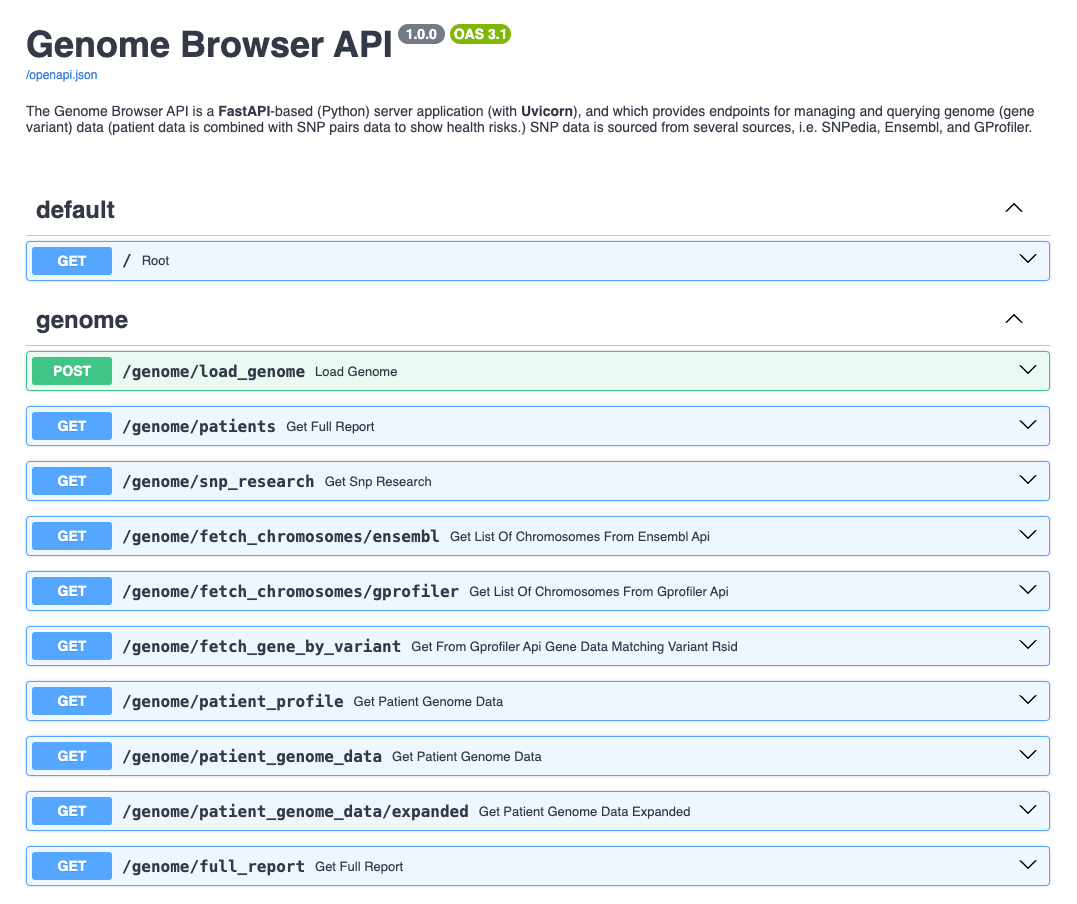 Genome Browser API 1.0.0 OAS 3.1
/openapi.json
The Genome Browser API is a FastAPI-based (Python) server application (with Uvicorn), and which provides endpoints for managing and querying genome (gene
variant) data (patient data is combined with SNP pairs data to show health risks.) SNP data is sourced from several sources, i.e. SNPedia, Ensembl, and GProfiler.
default
GET / Root
genome
POST /genome/load_genome Load Genome
GET /genome/patients Get Full Report
GET /genome/snp_research Get Snp Research
GET /genome/fetch_chromosomes/ensembl Get List Of Chromosomes From Ensembl Api
GET /genome/fetch_chromosomes/gprofiler Get List Of Chromosomes From Gprofiler Api
GET /genome/fetch_gene_by_variant Get From Gprofiler Api Gene Data Matching Variant Rsid
GET /genome/patient_profile Get Patient Genome Data
GET /genome/patient_genome_data Get Patient Genome Data
GET /genome/patient_genome_data/expanded Get Patient Genome Data Expanded
GET /genome/full_report Get Full Report